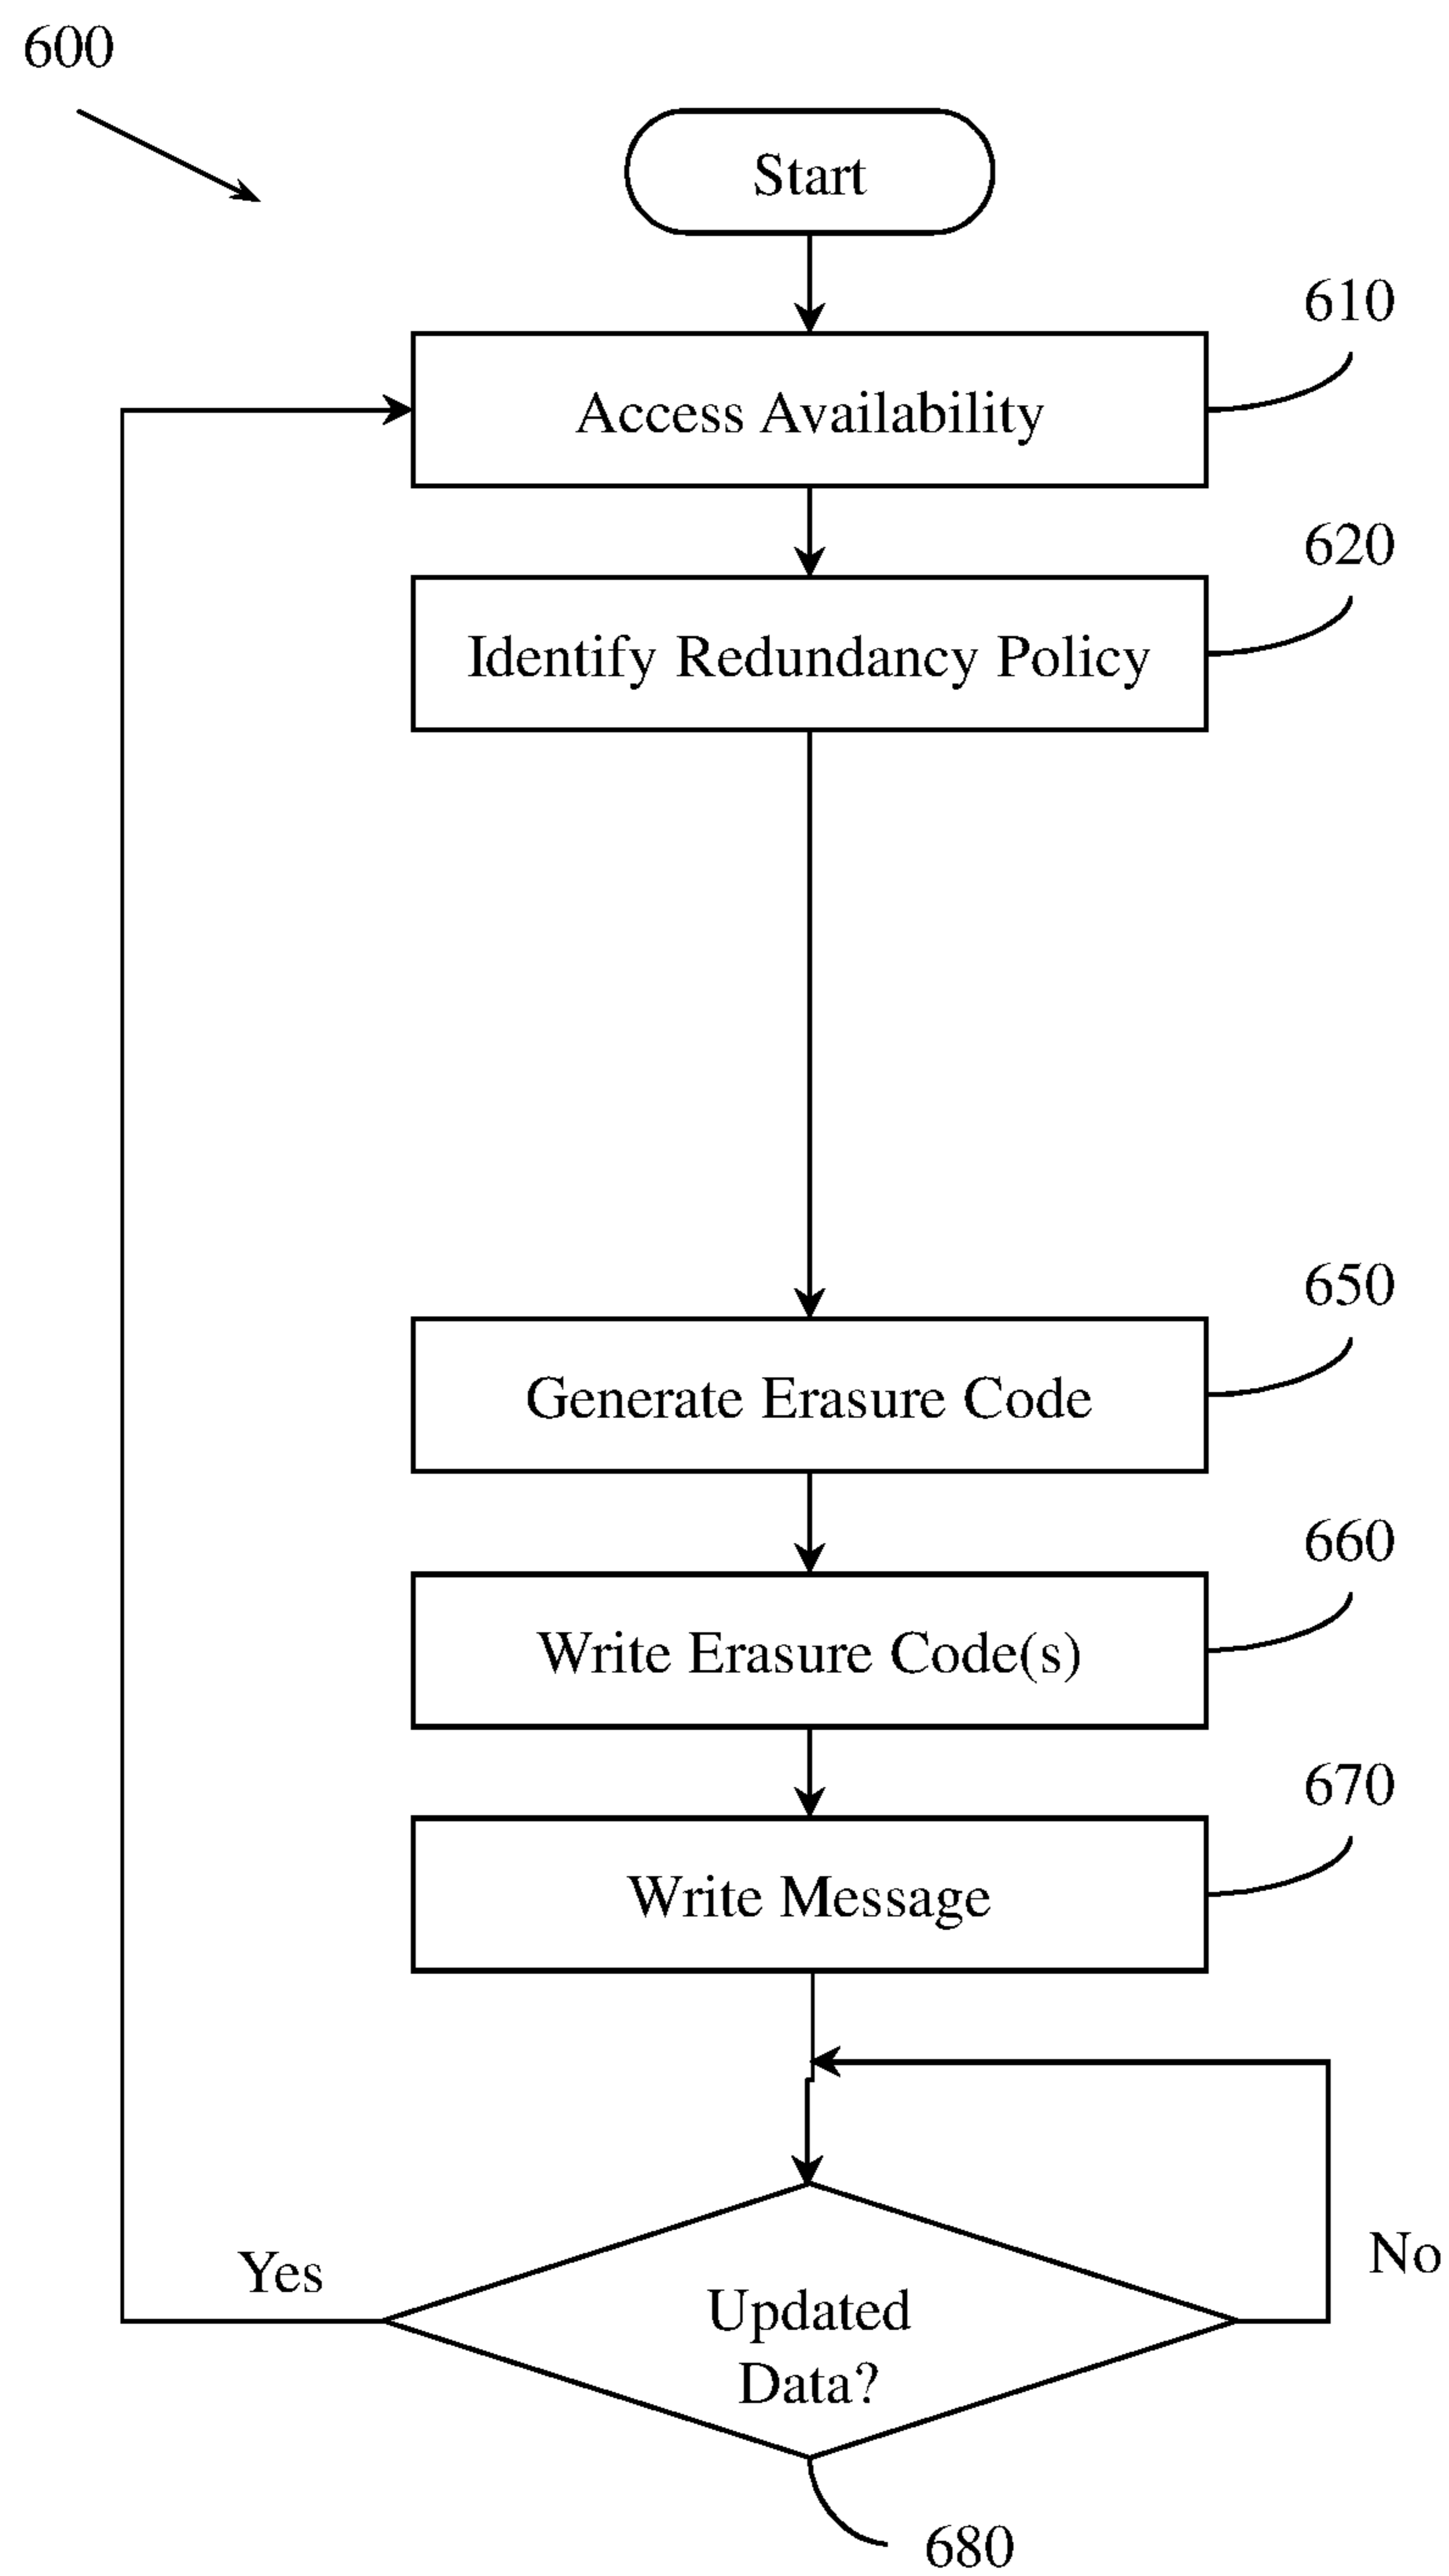 600
Start
610
Access Availability
620
Identify Redundancy Policy
650
Generate Erasure Code
660
Write Erasure Code(s)
670
Write Message
Yes
No
Updated
Data?
680